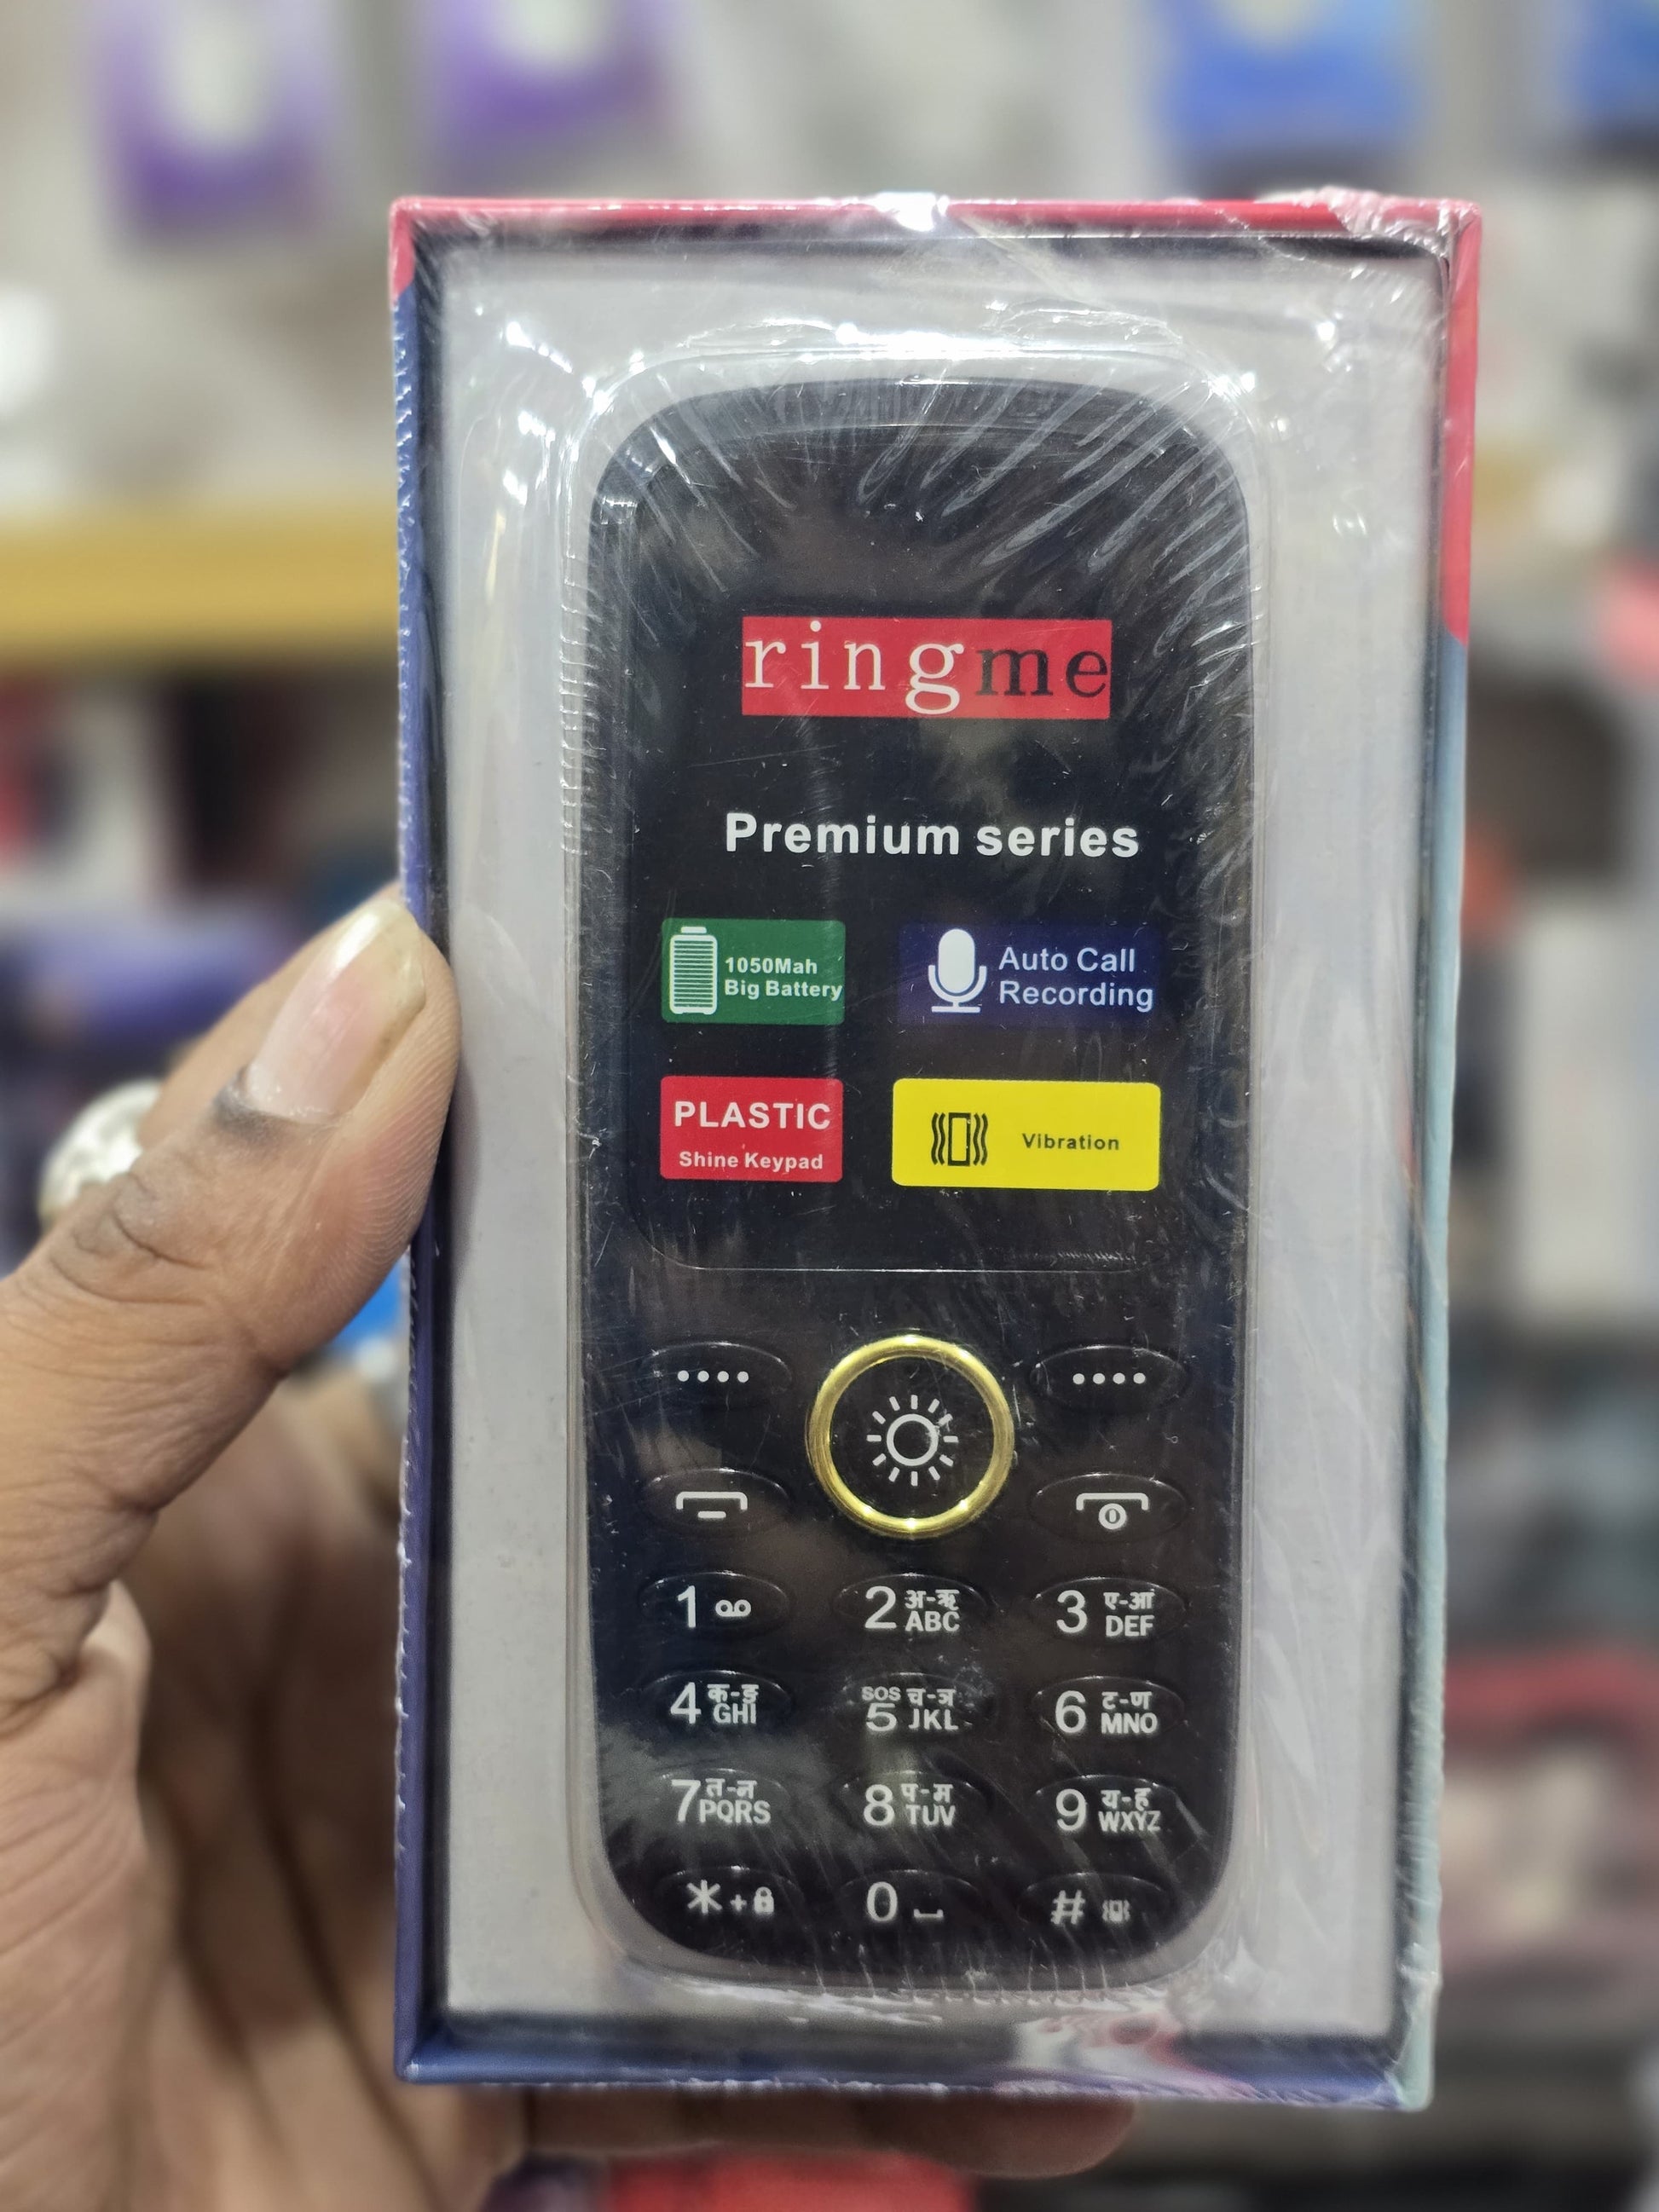 ringme
Premium series
1050Mah
Big Battery
Auto Call
Recording
PLASTIC
Shine Keypad
Vibration
1
2 अ-ऋ
ABC
3 ए-आ
DEF
4 क-ङ
GHI
SOS
5 च-ञ
JKL
6 ट-ण
MNO
7 त-न
PQRS
8 प-म
TUV
9 य-ह
WXYZ
* +
0
#